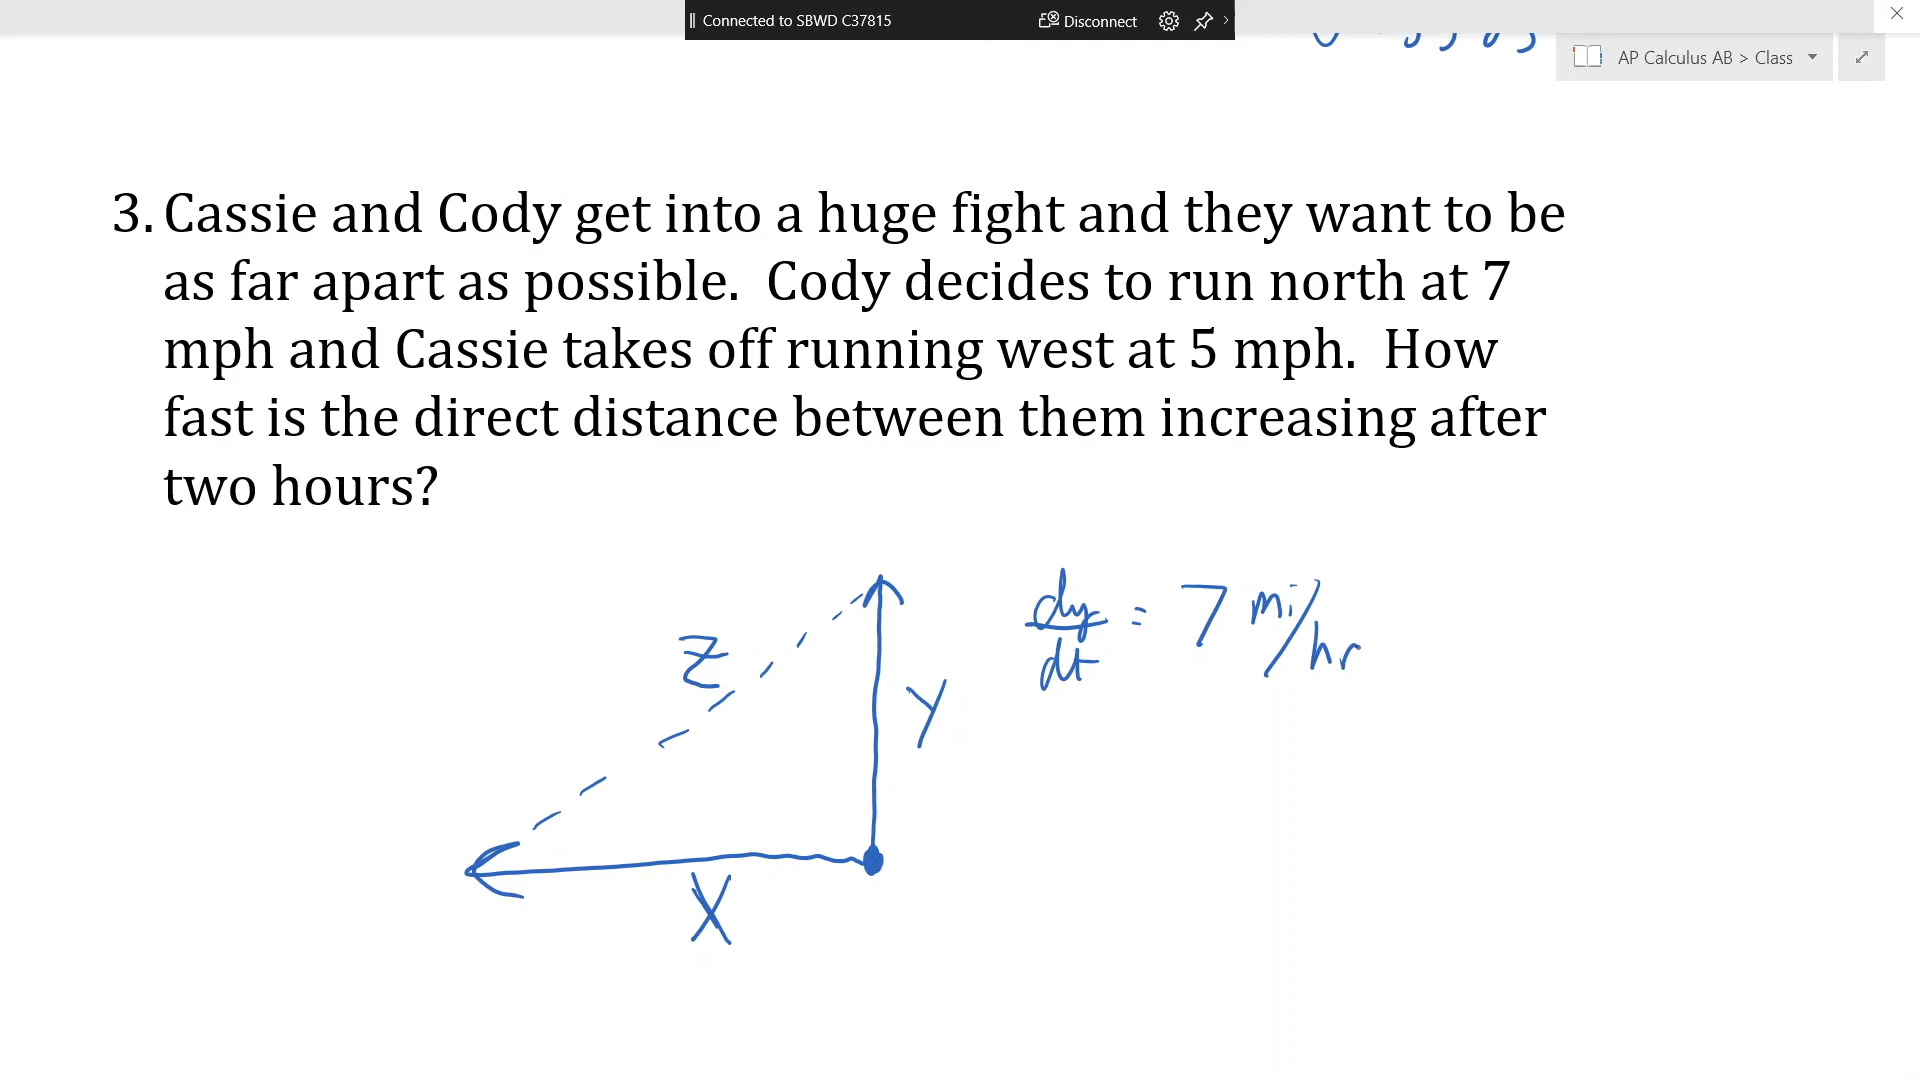 Connected to SBWD C37815 Disconnect
AP Calculus AB > Class
3. Cassie and Cody get into a huge fight and they want to be
as far apart as possible. Cody decides to run north at 7
mph and Cassie takes off running west at 5 mph. How
fast is the direct distance between them increasing after
two hours?
dy/dt = 7 mi/hr
Z
y
X